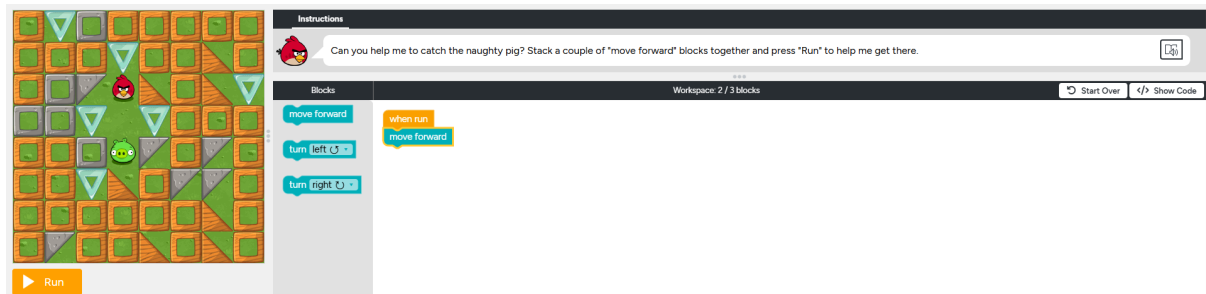 Instructions
Can you help me to catch the naughty pig? Stack a couple of "move forward" blocks together and press "Run" to help me get there.
Blocks
Workspace: 2 / 3 blocks
Start Over
</> Show Code
move forward
turn left
turn right
when run
move forward
Run